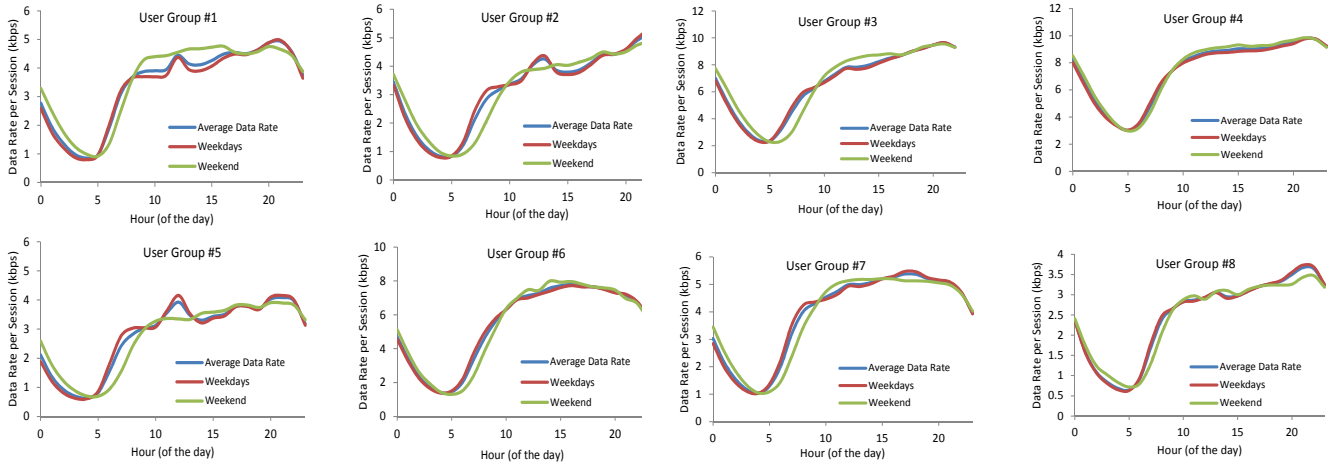 User Group #1
Data Rate per Session (kbps)
6
5
4
3
2
1
0
Average Data Rate
Weekdays
Weekend
0 5 10 15 20
Hour (of the day)
User Group #2
Data Rate per Session (kbps)
6
5
4
3
2
1
0
Average Data Rate
Weekdays
Weekend
0 5 10 15 20
Hour (of the day)
User Group #3
Data Rate per Session (kbps)
12
10
8
6
4
2
0
Average Data Rate
Weekdays
Weekend
0 5 10 15 20
Hour (of the day)
User Group #4
Data Rate per Session (kbps)
12
10
8
6
4
2
0
Average Data Rate
Weekdays
Weekend
0 5 10 15 20
Hour (of the day)
User Group #5
Data Rate per Session (kbps)
6
5
4
3
2
1
0
Average Data Rate
Weekdays
Weekend
0 5 10 15 20
Hour (of the day)
User Group #6
Data Rate per Session (kbps)
10
8
6
4
2
0
Average Data Rate
Weekdays
Weekend
0 5 10 15 20
Hour (of the day)
User Group #7
Data Rate per Session (kbps)
6
5
4
3
2
1
0
Average Data Rate
Weekdays
Weekend
0 5 10 15 20
Hour (of the day)
User Group #8
Data Rate per Session (kbps)
4
3.5
3
2.5
2
1.5
1
0.5
0
Average Data Rate
Weekdays
Weekend
0 5 10 15 20
Hour (of the day)